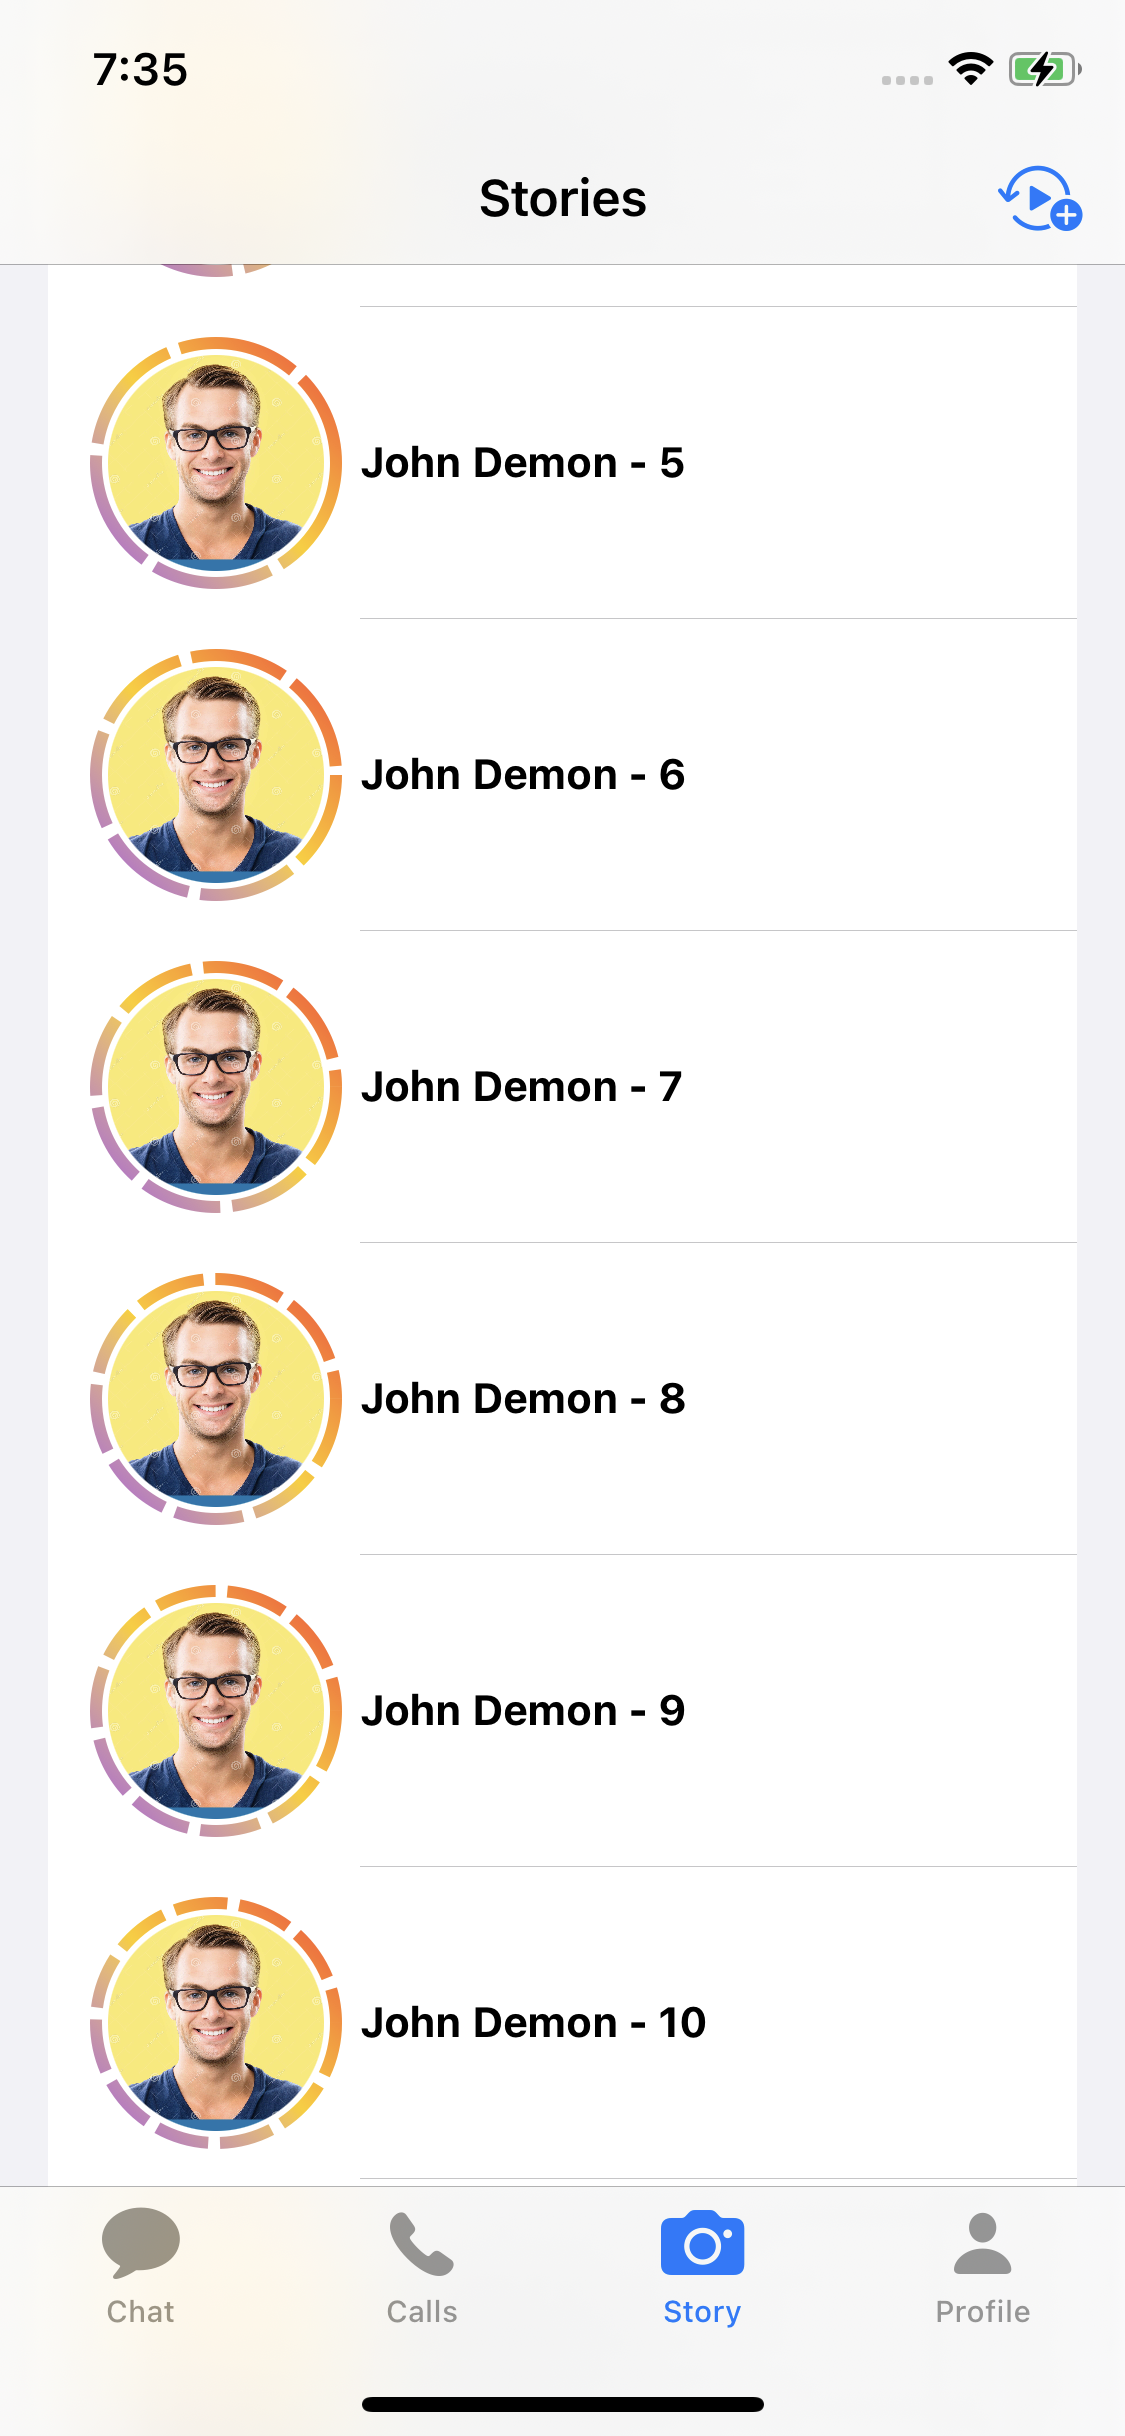 7:35
Stories
John Demon - 5
John Demon - 6
John Demon - 7
John Demon - 8
John Demon - 9
John Demon - 10
Chat
Calls
Story
Profile